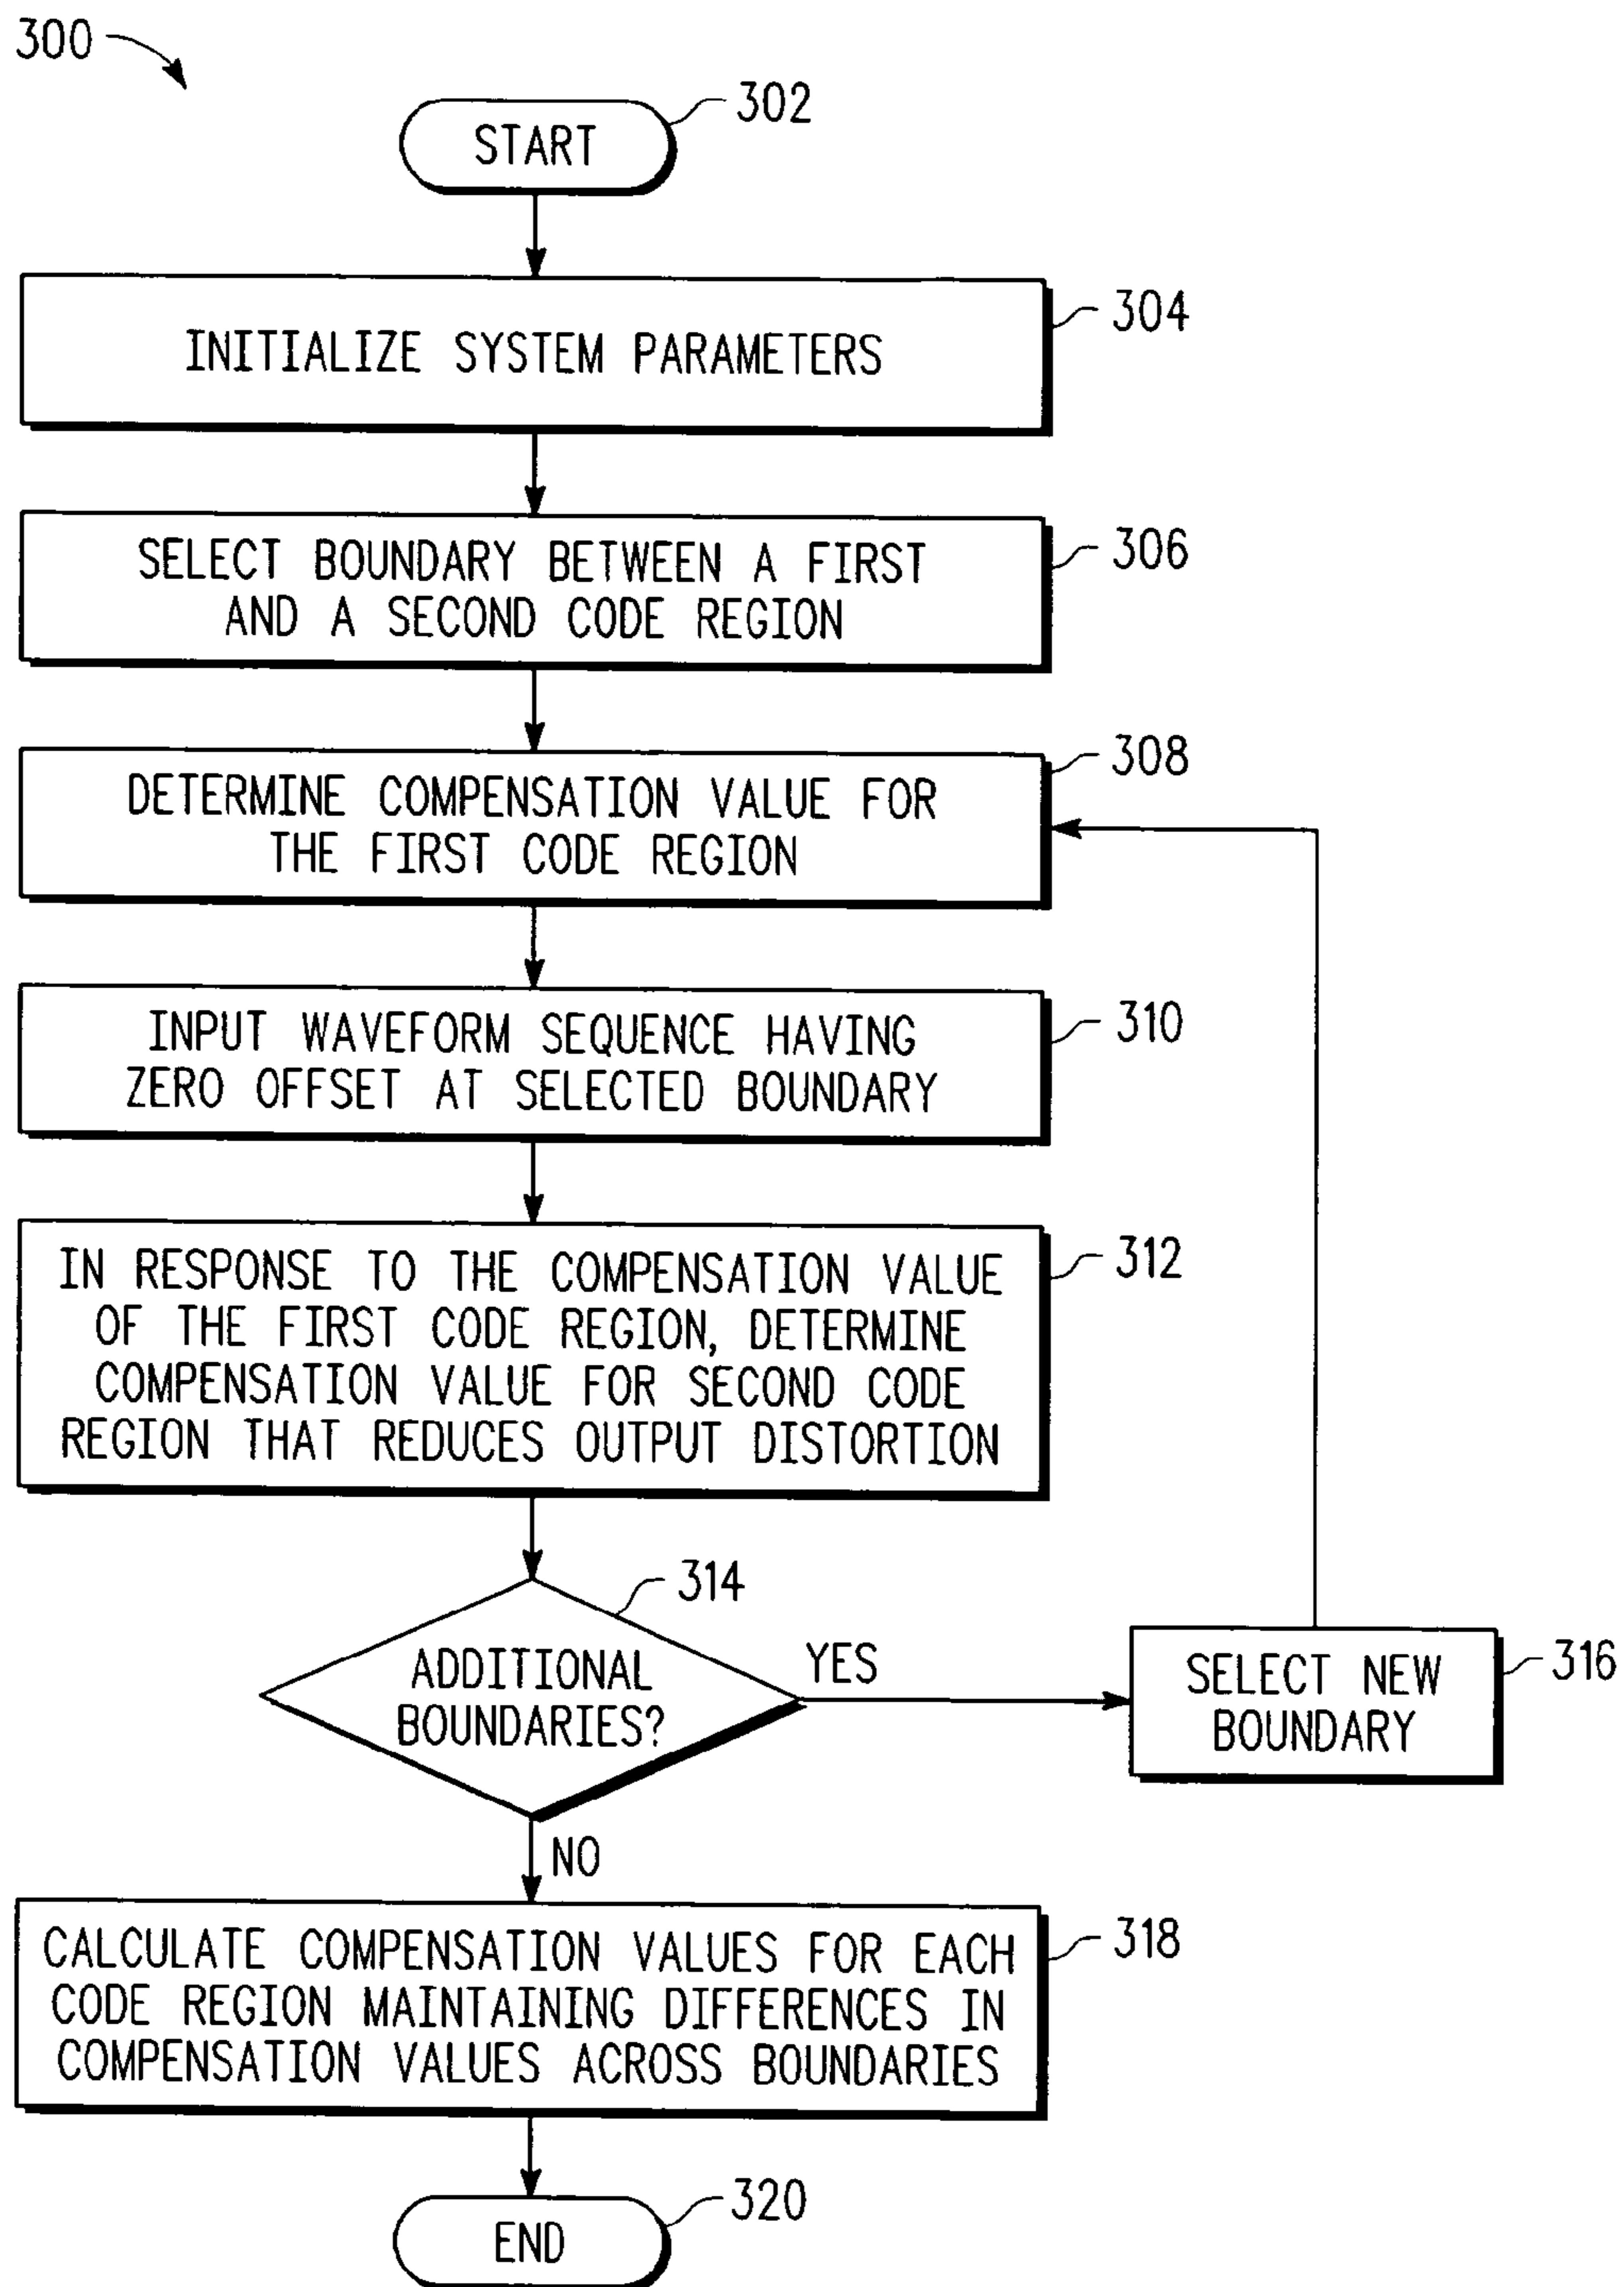 300
302
START
304
INITIALIZE SYSTEM PARAMETERS
306
SELECT BOUNDARY BETWEEN A FIRST
AND A SECOND CODE REGION
308
DETERMINE COMPENSATION VALUE FOR
THE FIRST CODE REGION
310
INPUT WAVEFORM SEQUENCE HAVING
ZERO OFFSET AT SELECTED BOUNDARY
312
IN RESPONSE TO THE COMPENSATION VALUE
OF THE FIRST CODE REGION, DETERMINE
COMPENSATION VALUE FOR SECOND CODE
REGION THAT REDUCES OUTPUT DISTORTION
314
ADDITIONAL
BOUNDARIES?
YES
316
SELECT NEW
BOUNDARY
NO
318
CALCULATE COMPENSATION VALUES FOR EACH
CODE REGION MAINTAINING DIFFERENCES IN
COMPENSATION VALUES ACROSS BOUNDARIES
320
END